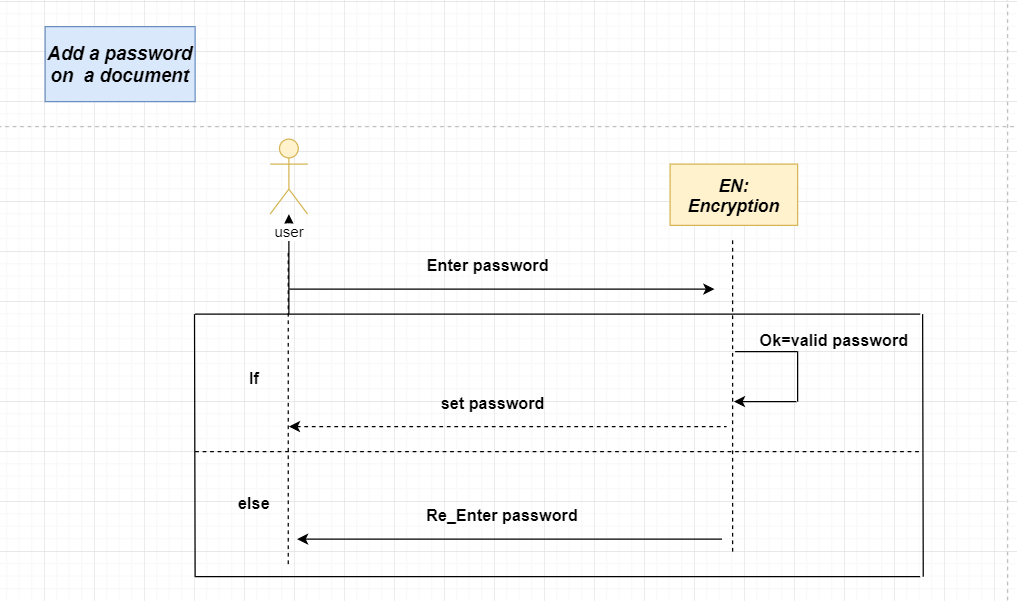 Add a password
on a document
user
EN:
Encryption
Enter password
Ok=valid password
If
set password
else
Re_Enter password